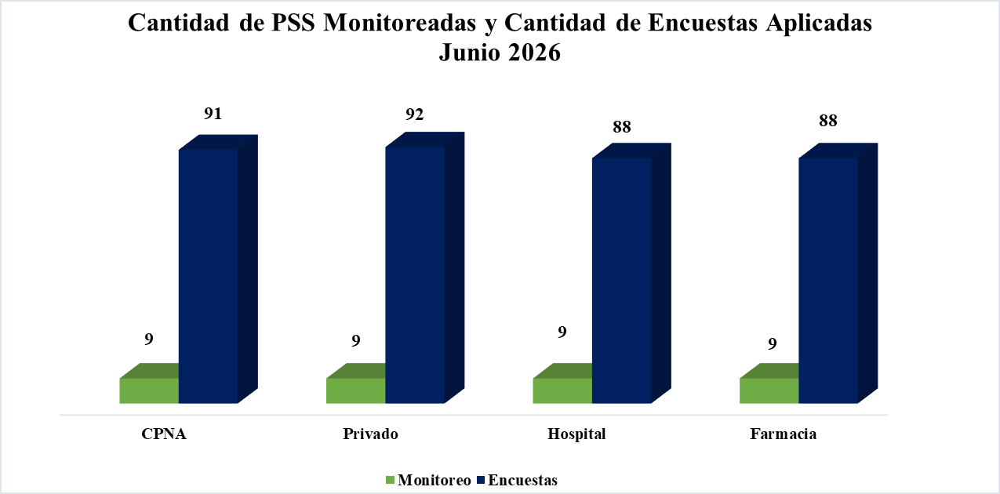 Cantidad de PSS Monitoreadas y Cantidad de Encuestas Aplicadas
Junio 2026
91
92
88
88
9
9
9
9
CPNA
Privado
Hospital
Farmacia
Monitoreo
Encuestas